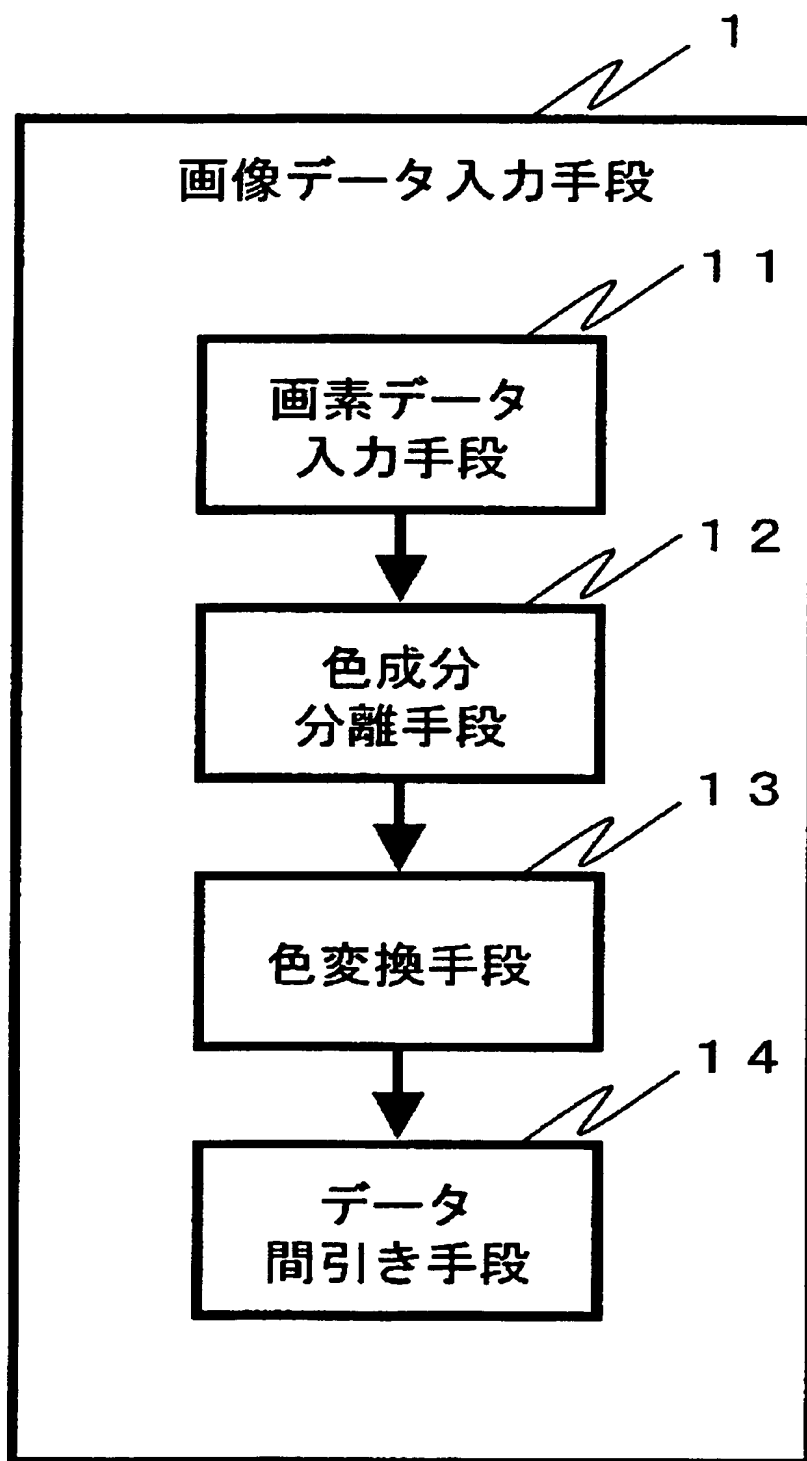 １
画像データ入力手段
１１
画素データ
入力手段
１２
色成分
分離手段
１３
色変換手段
１４
データ
間引き手段